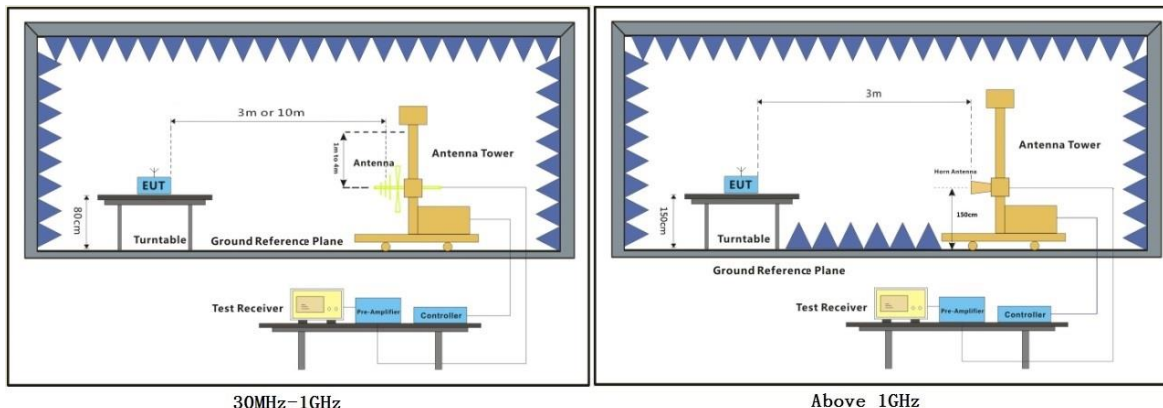 3m or 10m
1m to 4m
Antenna
Antenna Tower
EUT
80cm
Turntable
Ground Reference Plane
Test Receiver
Pre-Amplifier
Controller
30MHz-1GHz
3m
Antenna Tower
Horn Antenna
EUT
150cm
150cm
Turntable
Ground Reference Plane
Test Receiver
Pre-Amplifier
Controller
Above 1GHz